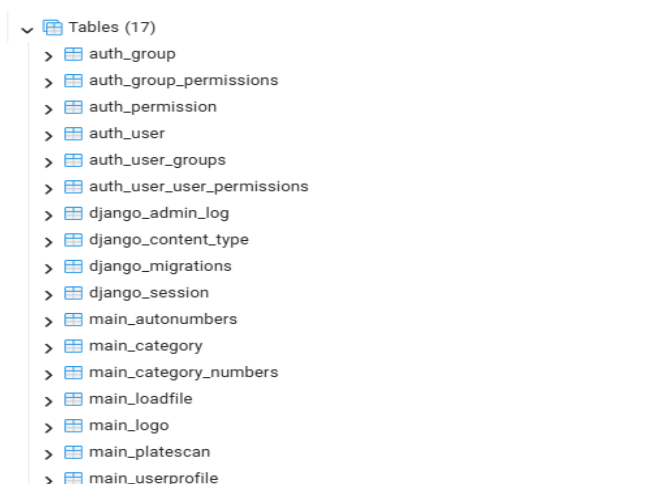 Tables (17)
auth_group
auth_group_permissions
auth_permission
auth_user
auth_user_groups
auth_user_user_permissions
django_admin_log
django_content_type
django_migrations
django_session
main_autonumbers
main_category
main_category_numbers
main_loadfile
main_logo
main_platescan
main_userprofile